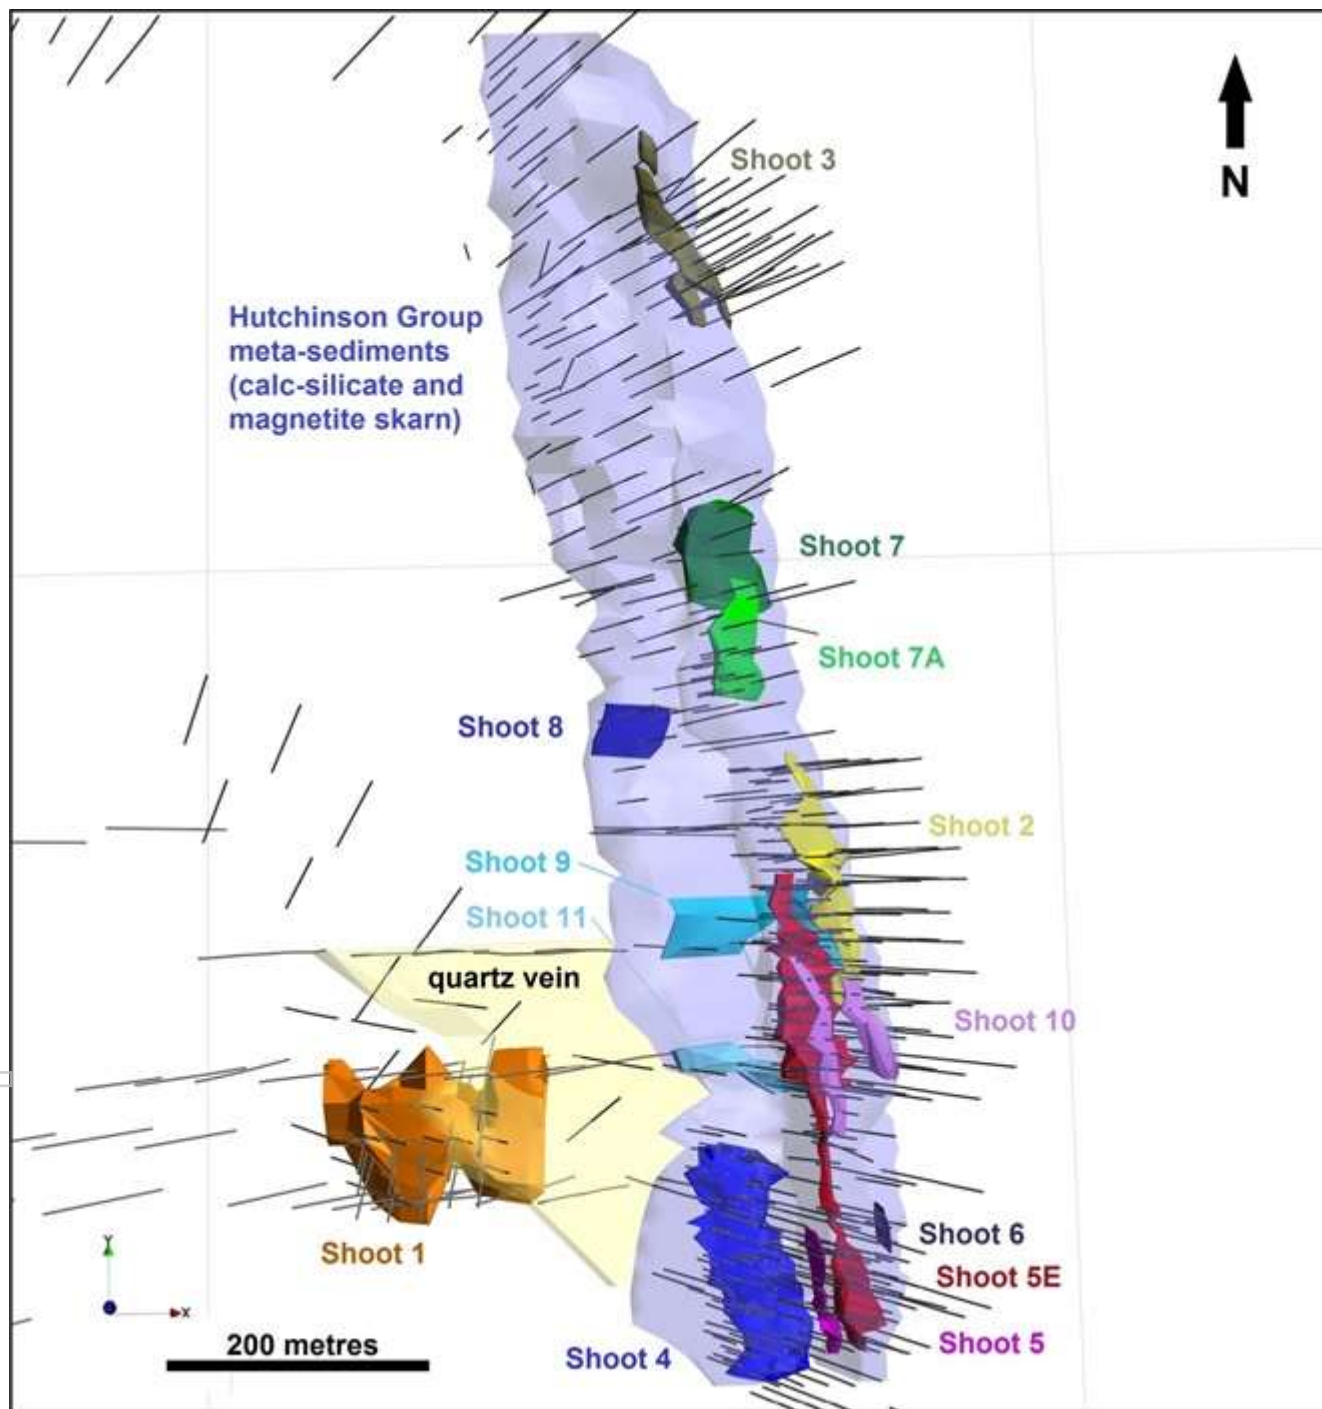 Shoot 3
N
Hutchinson Group
meta-sediments
(calc-silicate and
magnetite skarn)
Shoot 7
Shoot 7A
Shoot 8
Shoot 2
Shoot 9
Shoot 11
quartz vein
Shoot 10
Shoot 1
Shoot 6
Shoot 5E
Shoot 5
Shoot 4
Y
X
200 metres